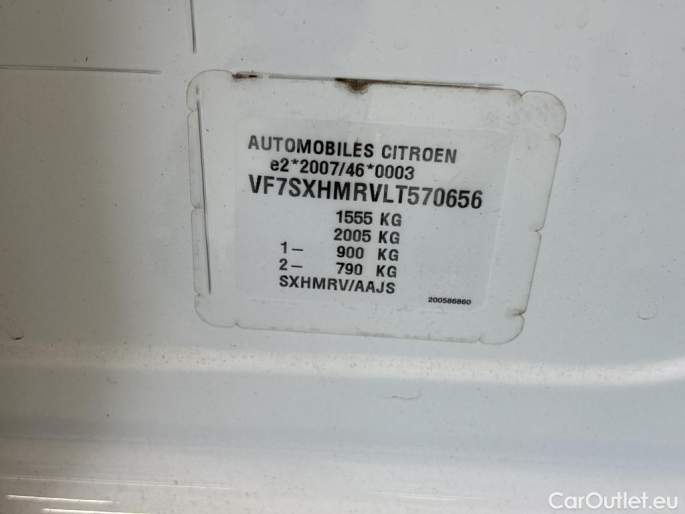 AUTOMOBILES CITROEN
e2*2007/46*0003
VF7SXHMRVLT570656
1555 KG
2005 KG
1– 900 KG
2– 790 KG
SXHMRV/AAJS
200586860
CarOutlet.eu